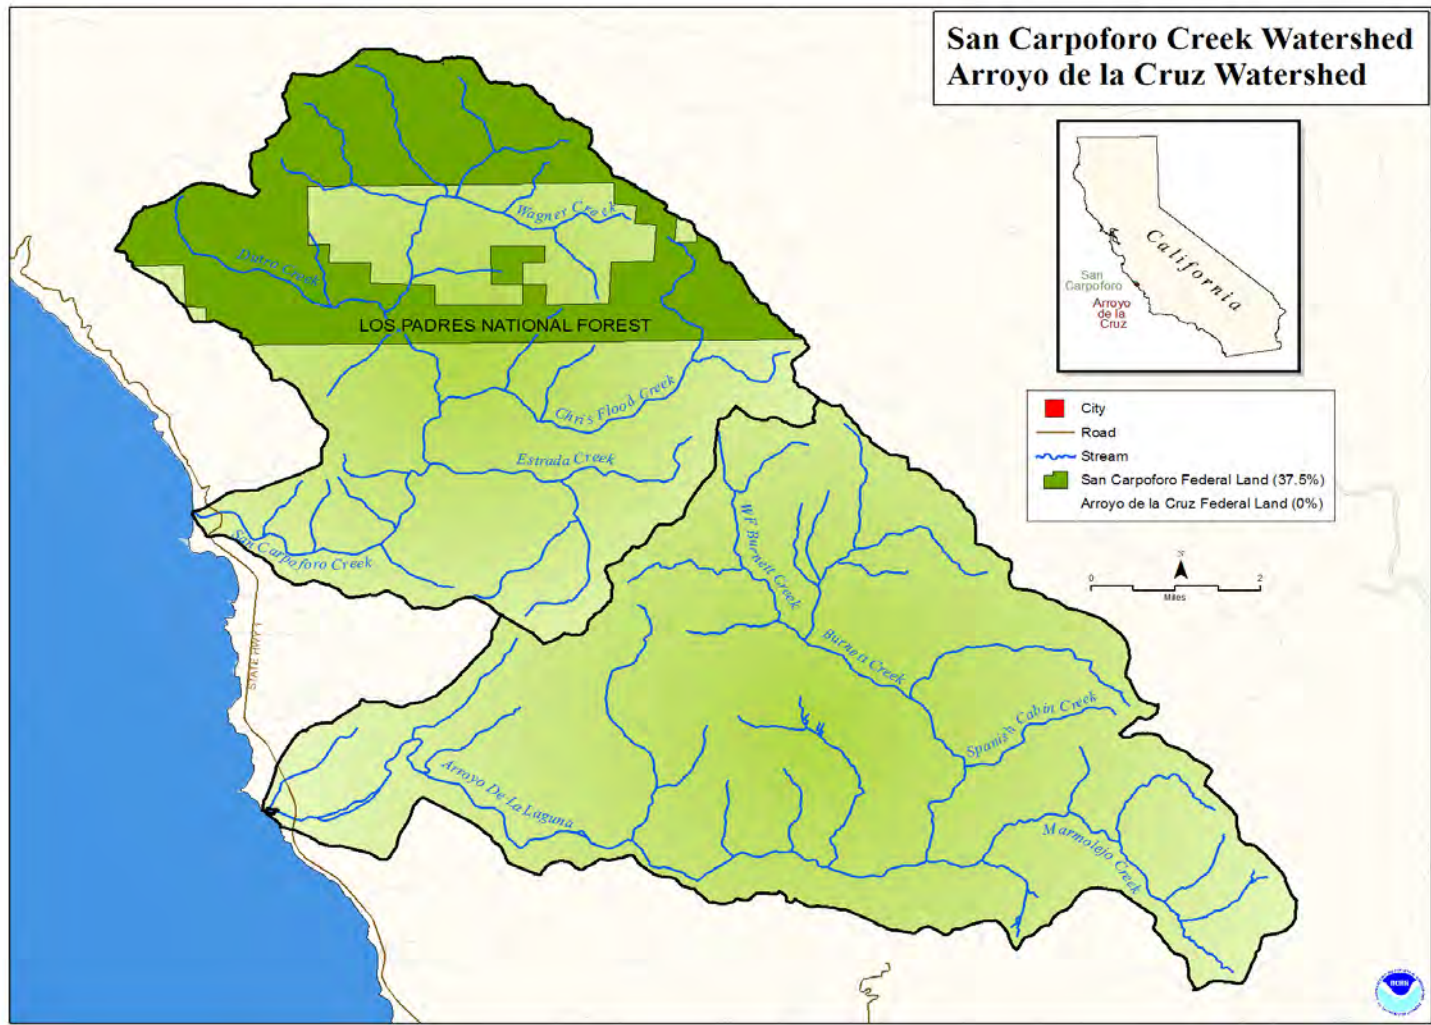 San Carpoforo Creek Watershed
Arroyo de la Cruz Watershed
California
San
Carpoforo
Arroyo
de la
Cruz
City
Road
Stream
San Carpoforo Federal Land (37.5%)
Arroyo de la Cruz Federal Land (0%)
N
0
2
Miles
Wagner Creek
Dutro Creek
LOS PADRES NATIONAL FOREST
Chris Flood Creek
Estrada Creek
San Carpoforo Creek
WF Burnett Creek
Burnett Creek
Spanish Cabin Creek
STATE HWY 1
Arroyo De La Laguna
Marmolejo Creek
NOAA